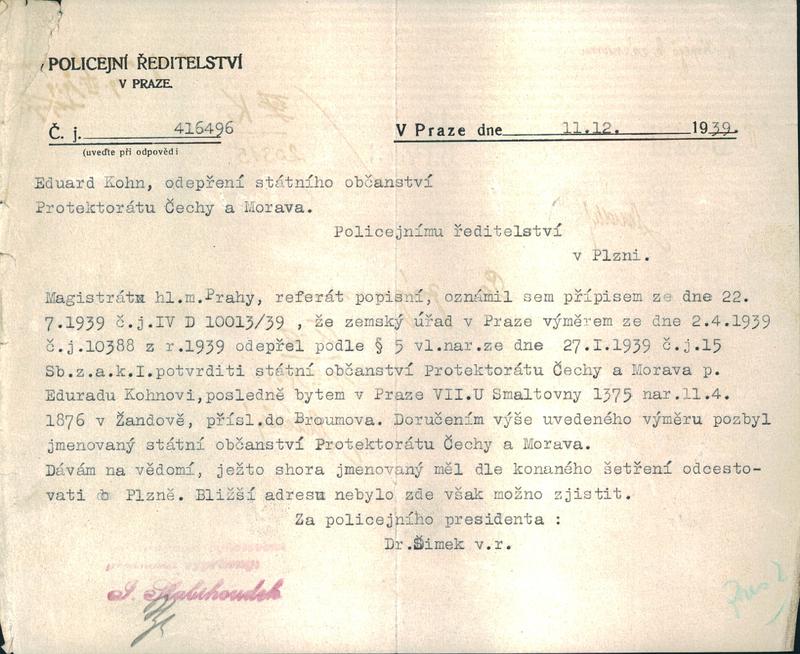 POLICEJNÍ ŘEDITELSTVÍ
V PRAZE.
Č. j. 416496
(uveďte při odpovědi
V Praze dne 11.12. 1939.
Eduard Kohn, odepření státního občanství
Protektorátu Čechy a Morava.
Policejnímu ředitelství
v Plzni.
Magistrátu hl.m.Prahy, referát popisní, oznámil sem přípisem ze dne 22.
7.1939 č.j.IV D 10013/39 , že zemský úřad v Praze výměrem ze dne 2.4.1939
č.j.10388 z r.1939 odepřel podle § 5 vl.nar.ze dne 27.I.1939 č.j.15
Sb.z.a.k.I.potvrditi státní občanství Protektorátu Čechy a Morava p.
Eduradu Kohnovi,posledně bytem v Praze VII.U Smaltovny 1375 nar.11.4.
1876 v Žandově, přísl.do Broumova. Doručením výše uvedeného výměru pozbyl
jmenovaný státní občanství Protektorátu Čechy a Morava.
Dávám na vědomí, ježto shora jmenovaný měl dle konaného šetření odcesto-
vati Plzně. Bližší adresu nebylo zde však možno zjistit.
Za policejního presidenta :
Dr.Šimek v.r.